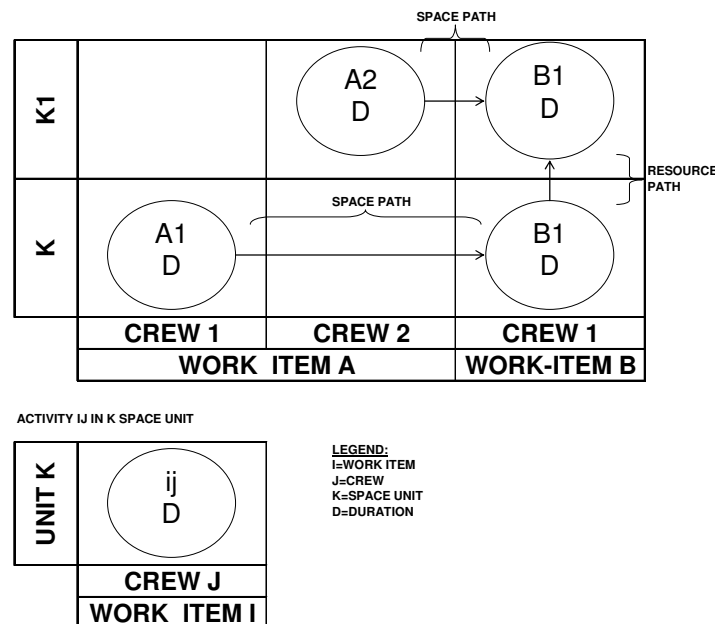 SPACE PATH
A2
D
B1
D
K1
RESOURCE
PATH
SPACE PATH
A1
D
B1
D
K
CREW 1 CREW 2 CREW 1
WORK ITEM A WORK-ITEM B
ACTIVITY IJ IN K SPACE UNIT
UNIT K
ij
D
LEGEND:
I=WORK ITEM
J=CREW
K=SPACE UNIT
D=DURATION
CREW J
WORK ITEM I